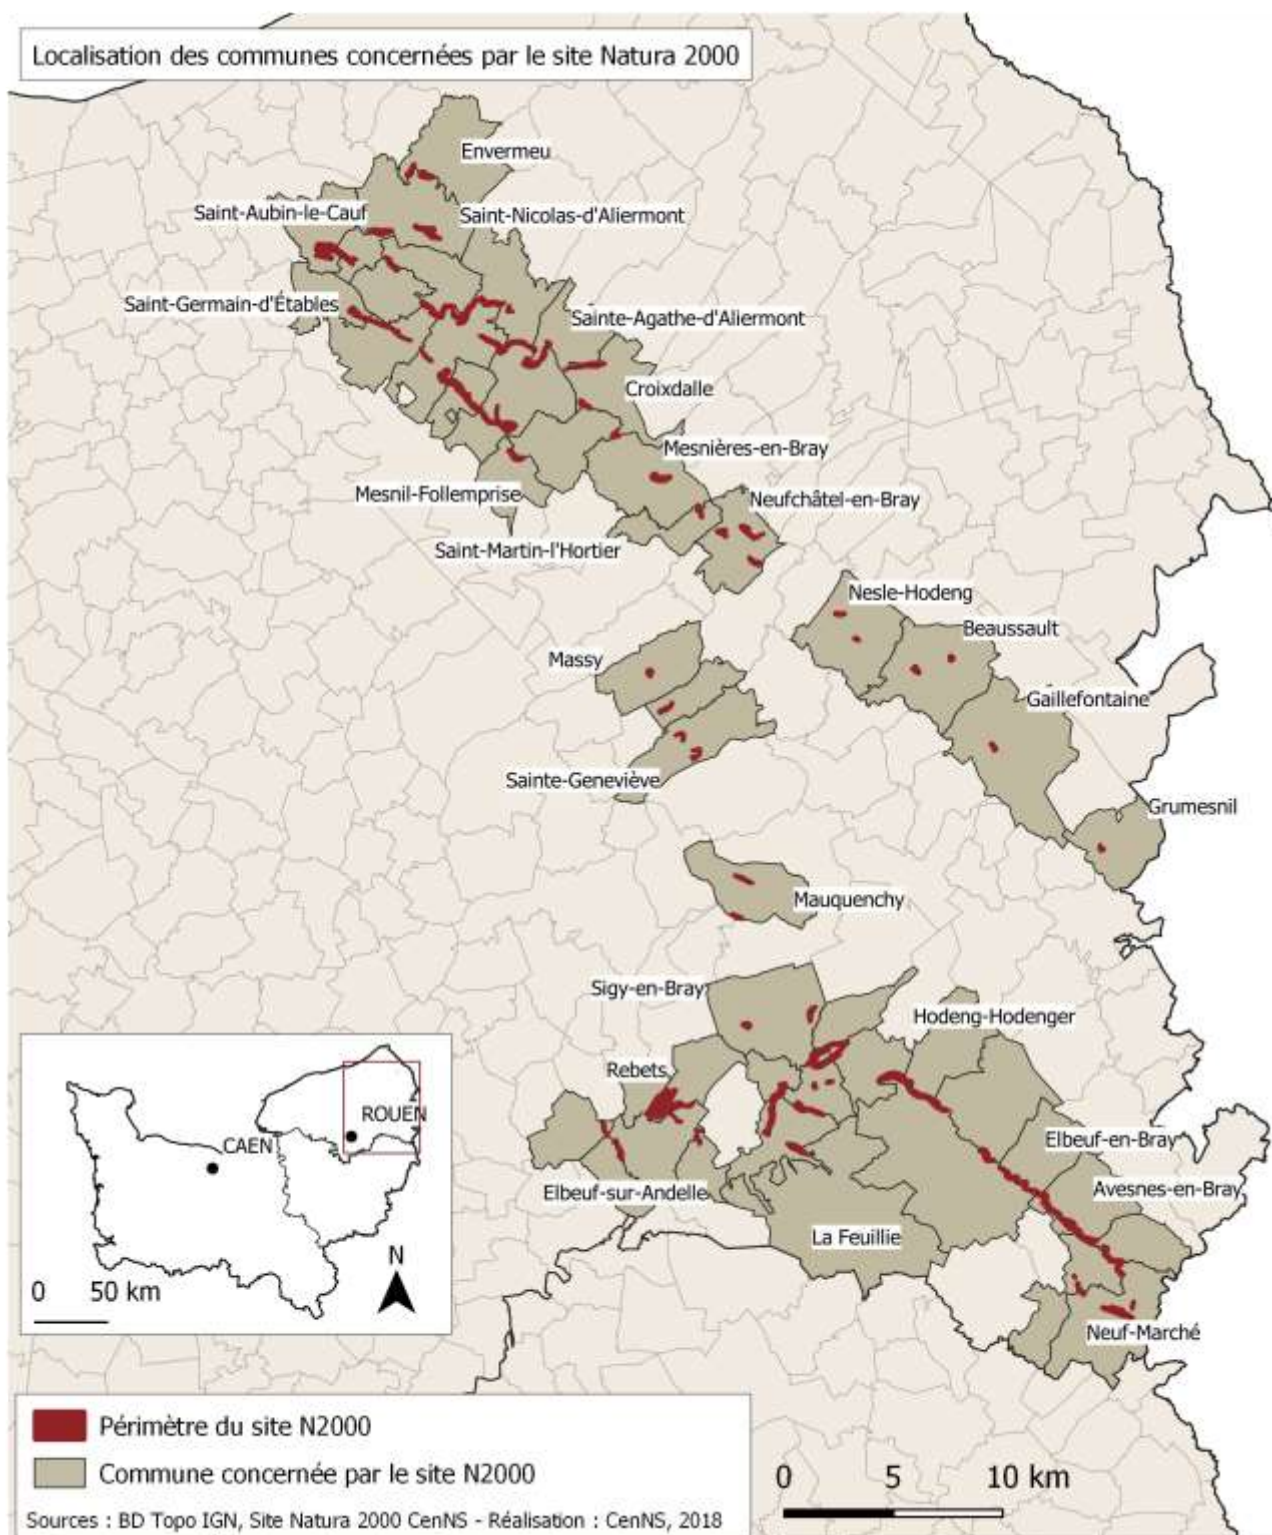 Localisation des communes concernées par le site Natura 2000
Envermeu
Saint-Aubin-le-Cauf
Saint-Nicolas-d'Aliermont
Saint-Germain-d'Étables
Sainte-Agathe-d'Aliermont
Croixdalle
Mesnières-en-Bray
Mesnil-Follemprise
Neufchâtel-en-Bray
Saint-Martin-l'Hortier
Nesle-Hodeng
Beaussault
Massy
Gaillefontaine
Sainte-Geneviève
Grumesnil
Mauquenchy
Sigy-en-Bray
Hodeng-Hodenger
Rebets
Elbeuf-en-Bray
Elbeuf-sur-Andelle
Avesnes-en-Bray
La Feuillie
Neuf-Marché
ROUEN
CAEN
N
0 50 km
Périmètre du site N2000
Commune concernée par le site N2000
0 5 10 km
Sources : BD Topo IGN, Site Natura 2000 CenNS - Réalisation : CenNS, 2018